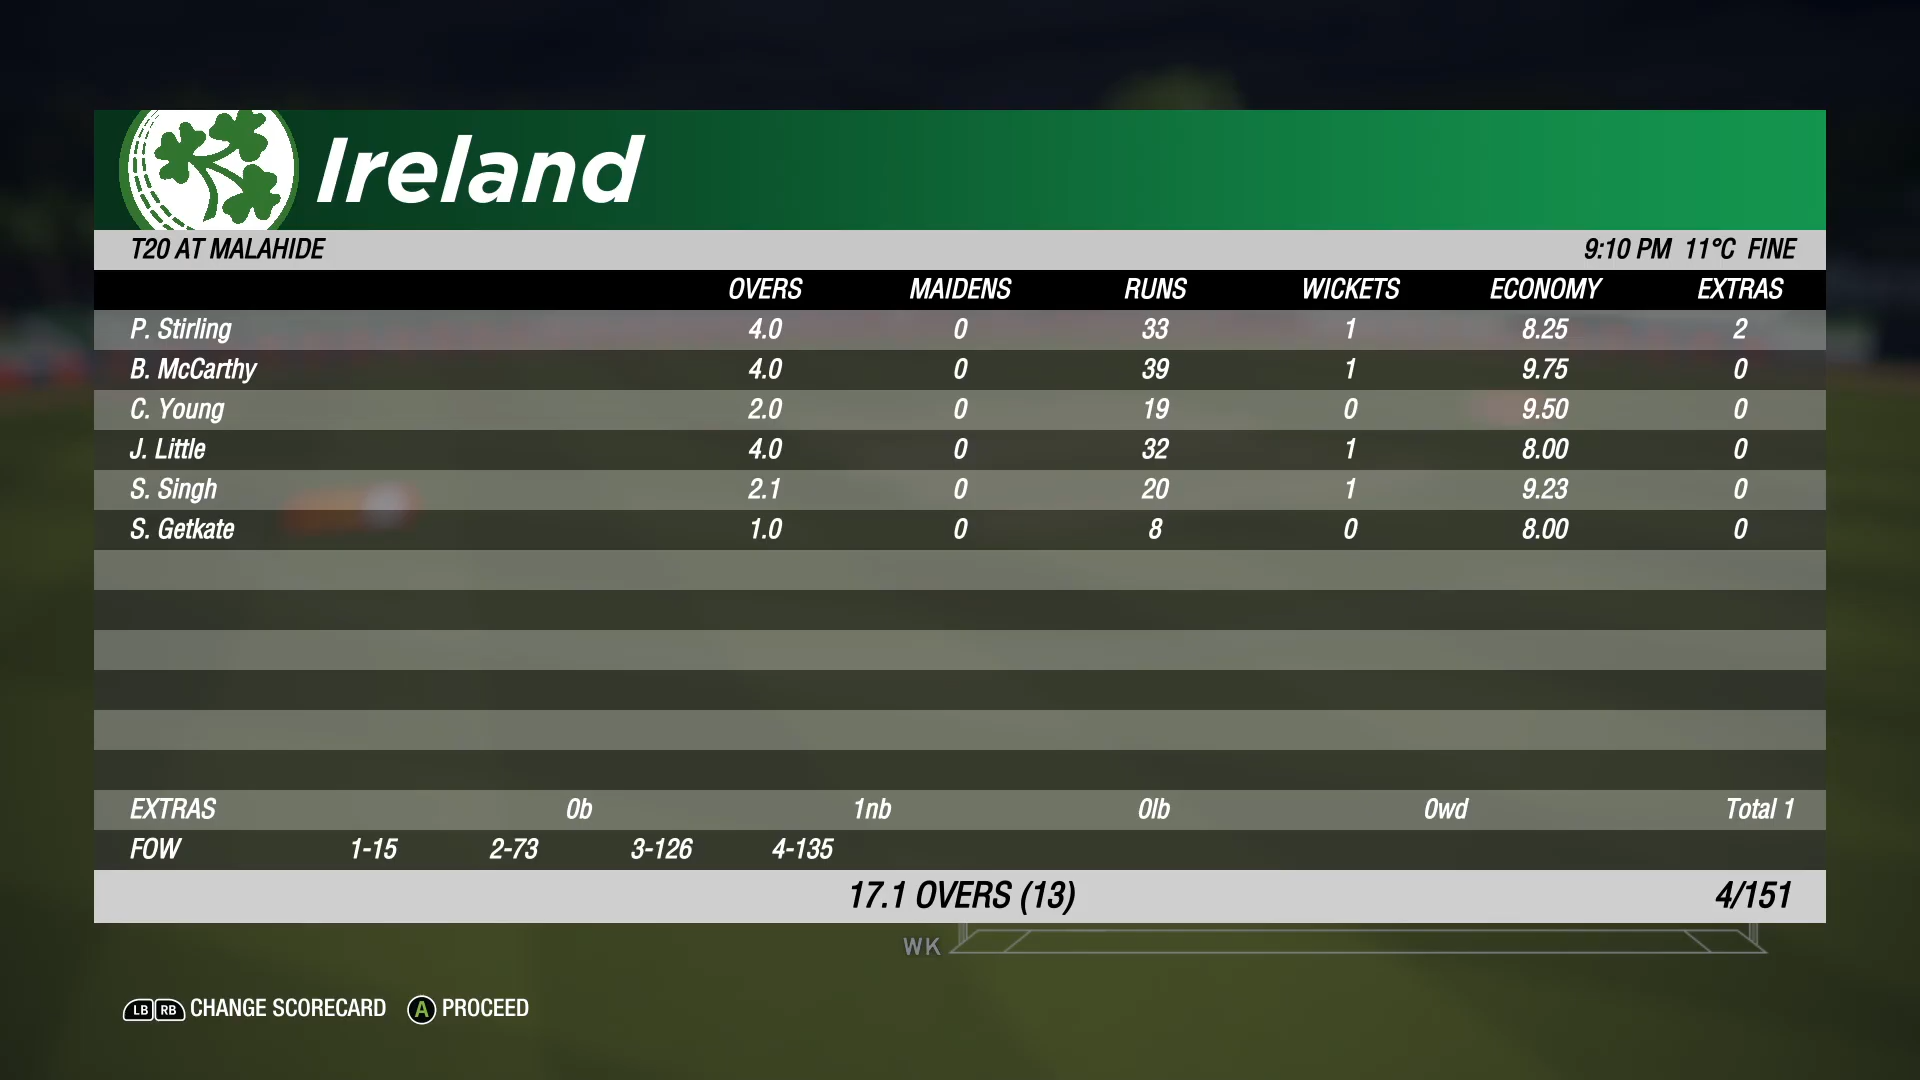 Ireland
T20 AT MALAHIDE 9:10 PM 11°C FINE
OVERS MAIDENS RUNS WICKETS ECONOMY EXTRAS
P. Stirling 4.0 0 33 1 8.25 2
B. McCarthy 4.0 0 39 1 9.75 0
C. Young 2.0 0 19 0 9.50 0
J. Little 4.0 0 32 1 8.00 0
S. Singh 2.1 0 20 1 9.23 0
S. Getkate 1.0 0 8 0 8.00 0
EXTRAS 0b 1nb 0lb 0wd Total 1
FOW 1-15 2-73 3-126 4-135
17.1 OVERS (13) 4/151
WK
LB RB CHANGE SCORECARD A PROCEED